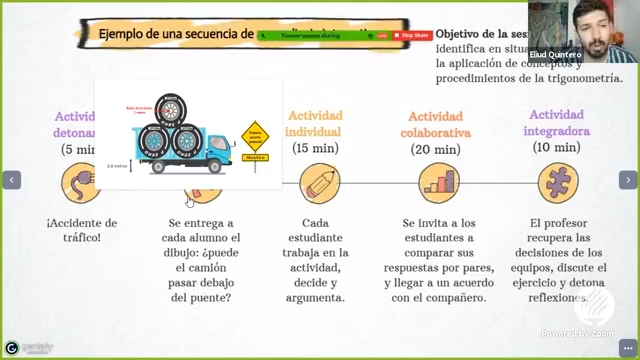 Ejemplo de una secuencia de
Stop Share
Objetivo de la
identifica en
la aplicación de conceptos y
procedimientos de la trigonometría.
Eliud Quintero
Activid
detona
(5 min)
¡Accidente de
tráfico!
0.8 metros
Se entrega a
cada alumno el
dibujo: ¿puede
el camión
pasar debajo
del puente?
Actividad
individual
(15 min)
Cada
estudiante
trabaja en la
actividad,
decide y
argumenta.
Actividad
colaborativa
(20 min)
Se invita a los
estudiantes a
comparar sus
respuestas por pares,
y llegar a un acuerdo
con el compañero.
Actividad
integradora
(10 min)
El profesor
recupera las
decisiones de los
equipos, discute el
ejercicio y detona
reflexiones.
Powered by Zoom
genially